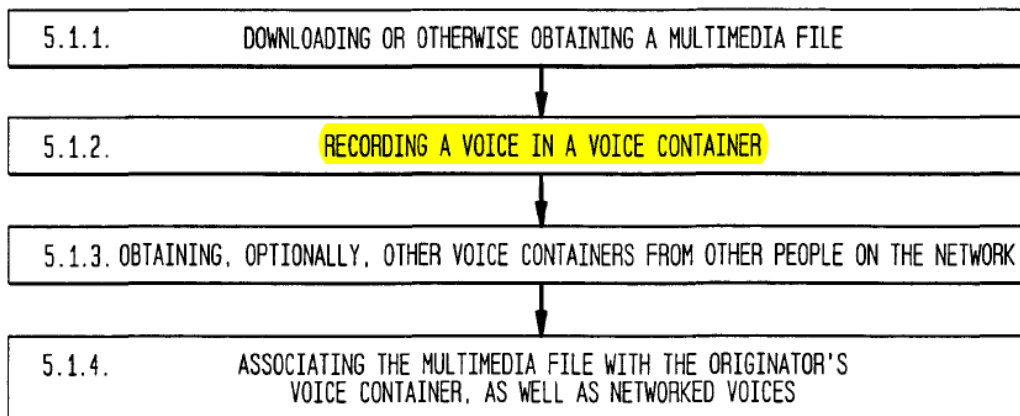 5.1.1. DOWNLOADING OR OTHERWISE OBTAINING A MULTIMEDIA FILE
5.1.2. RECORDING A VOICE IN A VOICE CONTAINER
5.1.3. OBTAINING, OPTIONALLY, OTHER VOICE CONTAINERS FROM OTHER PEOPLE ON THE NETWORK
5.1.4. ASSOCIATING THE MULTIMEDIA FILE WITH THE ORIGINATOR'S
VOICE CONTAINER, AS WELL AS NETWORKED VOICES